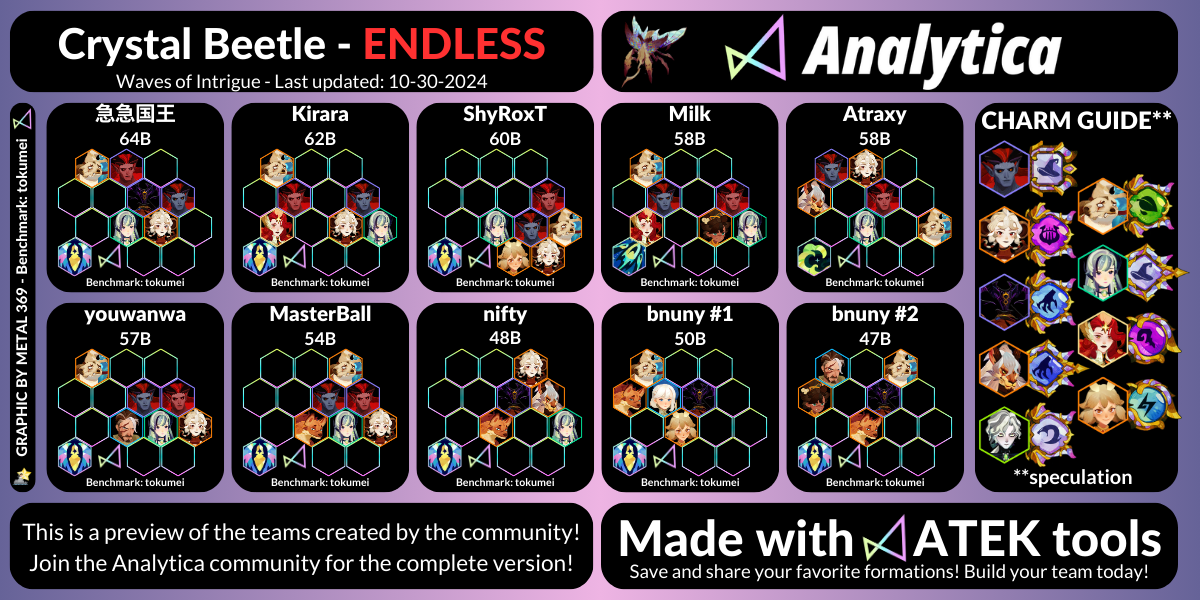 Crystal Beetle - ENDLESS
Waves of Intrigue - Last updated: 10-30-2024
Analytica
GRAPHIC BY METAL 369 - Benchmark: tokumei
急急国王
64B
Benchmark: tokumei
Kirara
62B
Benchmark: tokumei
ShyRoxT
60B
Benchmark: tokumei
Milk
58B
Benchmark: tokumei
Atraxy
58B
Benchmark: tokumei
youwanwa
57B
Benchmark: tokumei
MasterBall
54B
Benchmark: tokumei
nifty
48B
Benchmark: tokumei
bnuny #1
50B
Benchmark: tokumei
bnuny #2
47B
Benchmark: tokumei
CHARM GUIDE**
**speculation
This is a preview of the teams created by the community!
Join the Analytica community for the complete version!
Made with ATEK tools
Save and share your favorite formations! Build your team today!